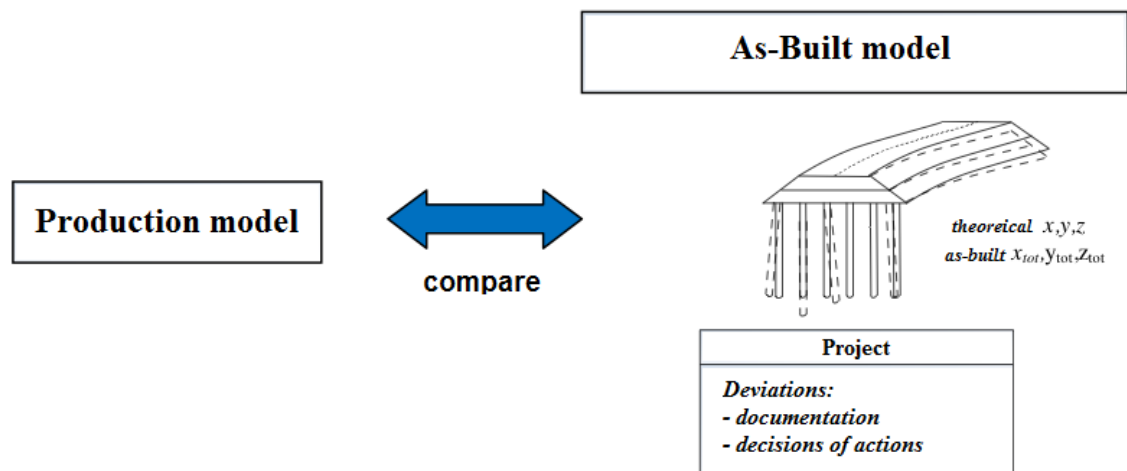 As-Built model
Production model
compare
theoreical x,y,z
as-built xtot,ytot,ztot
Project
Deviations:
- documentation
- decisions of actions